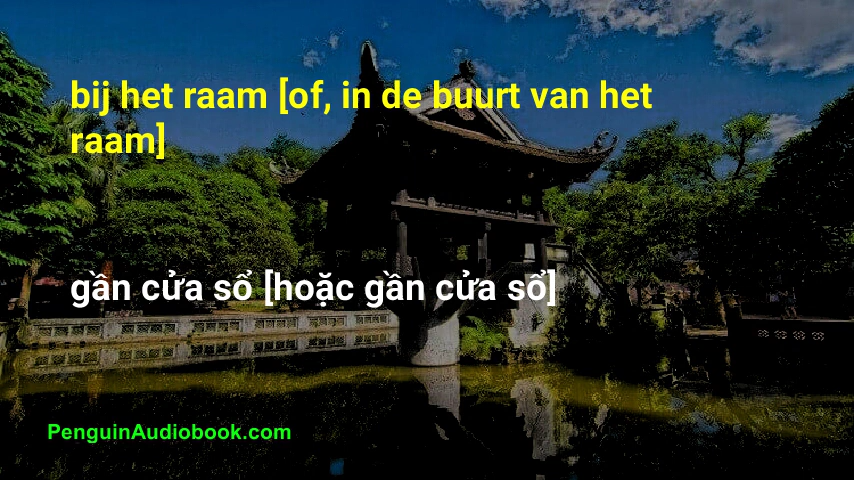 bij het raam [of, in de buurt van het
raam]
gần cửa sổ [hoặc gần cửa sổ]
PenguinAudiobook.com